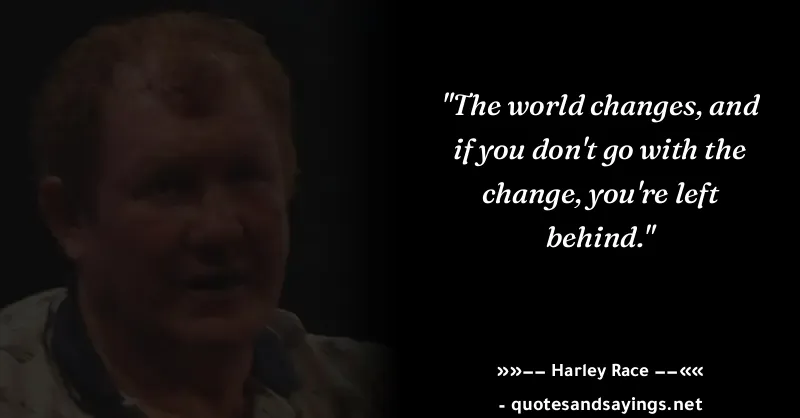 "The world changes, and
if you don't go with the
change, you're left
behind."
»»−− Harley Race −−««
- quotesandsayings.net